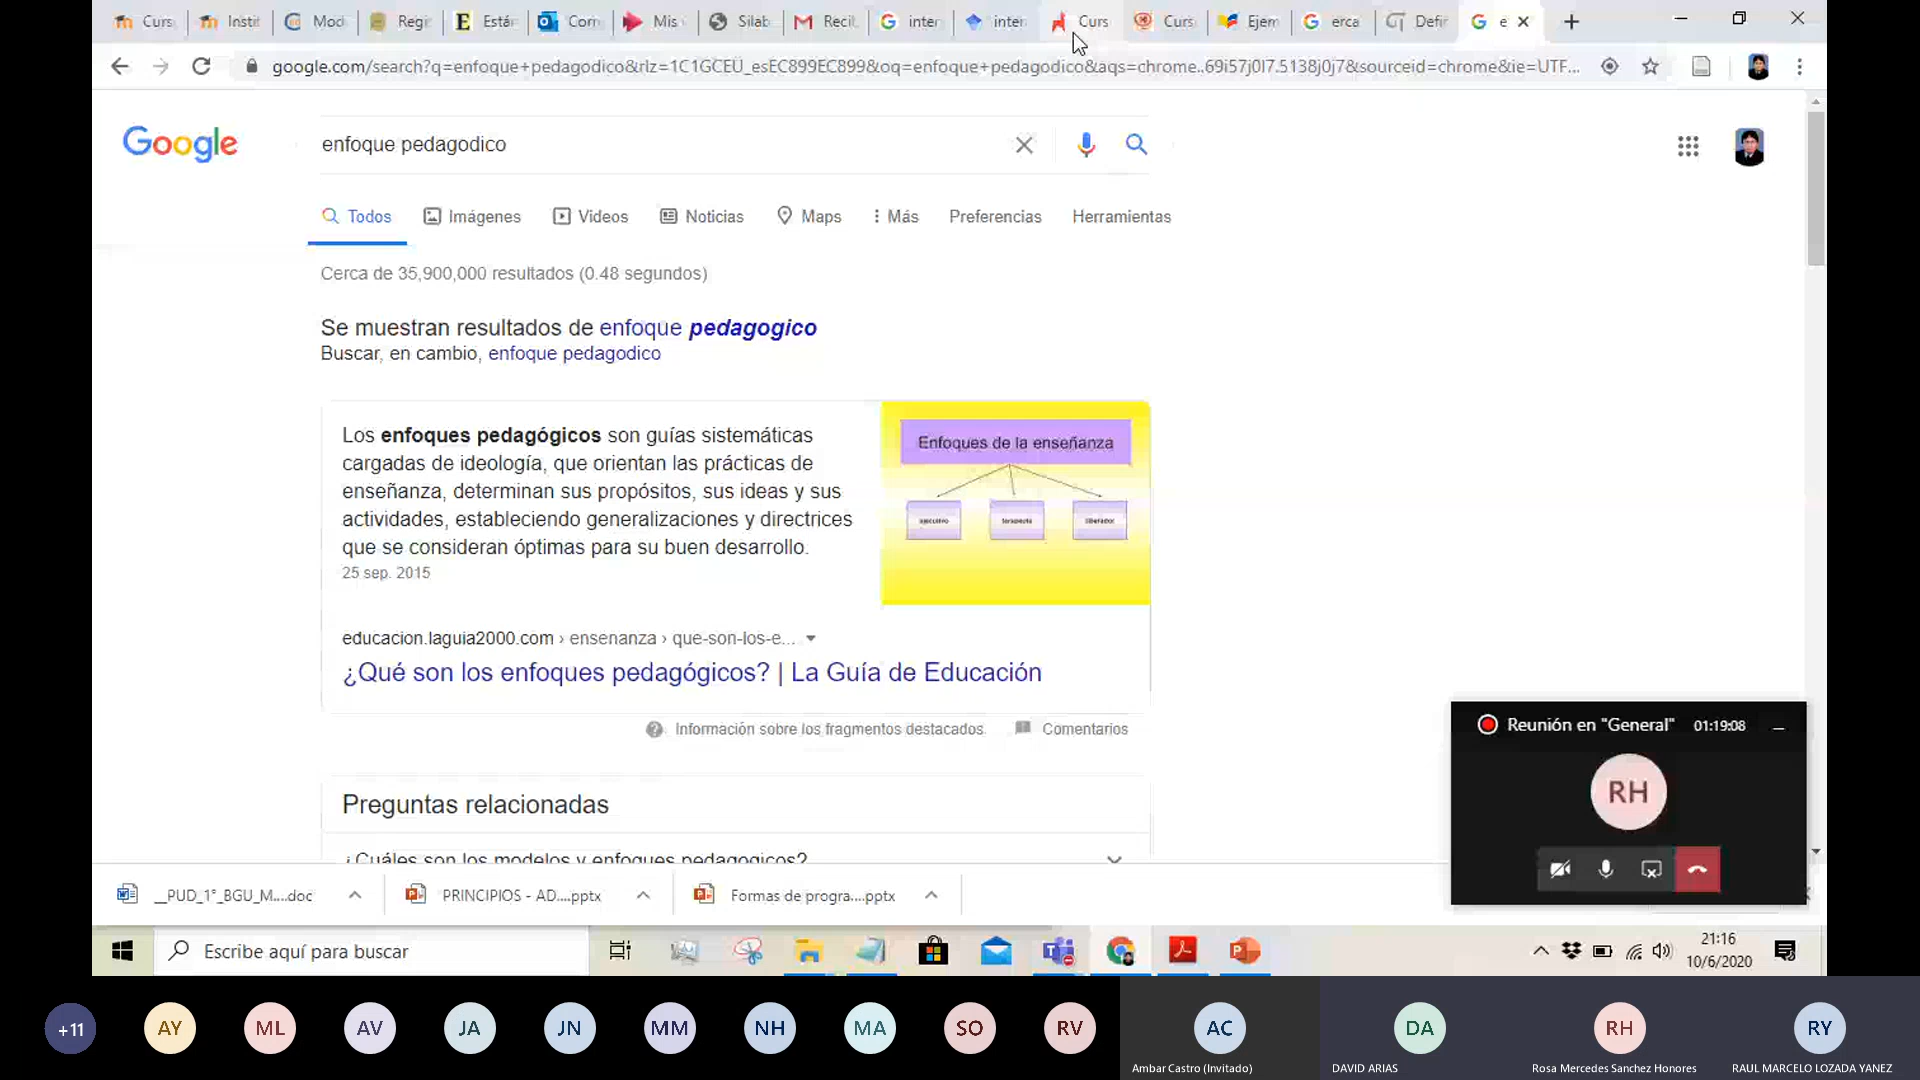 Curs
Instit
Mod
Regi
Están
Corr
Mis
Silab
Recib
inter
inter
Curs
Curs
Ejem
erca
Defin
e
google.com/search?q=enfoque+pedagodico&rlz=1C1GCEU_esEC899EC899&oq=enfoque+pedagodico&aqs=chrome..69i57j0l7.5138j0j7&sourceid=chrome&ie=UTF...
Google
enfoque pedagodico
Todos
Imágenes
Videos
Noticias
Maps
Más
Preferencias
Herramientas
Cerca de 35,900,000 resultados (0.48 segundos)
Se muestran resultados de enfoque pedagogico
Buscar, en cambio, enfoque pedagodico
Los enfoques pedagógicos son guías sistemáticas
cargadas de ideología, que orientan las prácticas de
enseñanza, determinan sus propósitos, sus ideas y sus
actividades, estableciendo generalizaciones y directrices
que se consideran óptimas para su buen desarrollo.
25 sep. 2015
Enfoques de la enseñanza
ejecutivo
terapeuta
liberador
educacion.laguia2000.com › ensenanza › que-son-los-e...
¿Qué son los enfoques pedagógicos? | La Guía de Educación
Información sobre los fragmentos destacados
Comentarios
Preguntas relacionadas
¿Cuáles son los modelos y enfoques pedagogicos?
Reunión en "General" 01:19:08
RH
__PUD_1°_BGU_M....doc
PRINCIPIOS - AD....pptx
Formas de progra....pptx
Escribe aquí para buscar
21:16
10/6/2020
+11
AY
ML
AV
JA
JN
MM
NH
MA
SO
RV
AC
DA
RH
RY
Ambar Castro (Invitado)
DAVID ARIAS
Rosa Mercedes Sanchez Honores
RAUL MARCELO LOZADA YANEZ